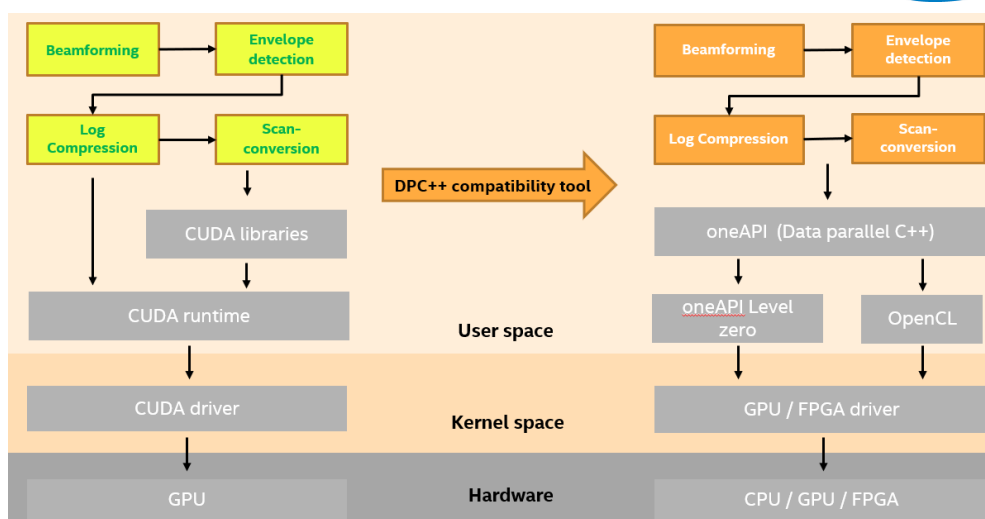 Beamforming
Envelope
detection
Log
Compression
Scan-
conversion
CUDA libraries
CUDA runtime
CUDA driver
GPU
DPC++ compatibility tool
User space
Kernel space
Hardware
Beamforming
Envelope
detection
Log Compression
Scan-
conversion
oneAPI (Data parallel C++)
oneAPI Level
zero
OpenCL
GPU / FPGA driver
CPU / GPU / FPGA